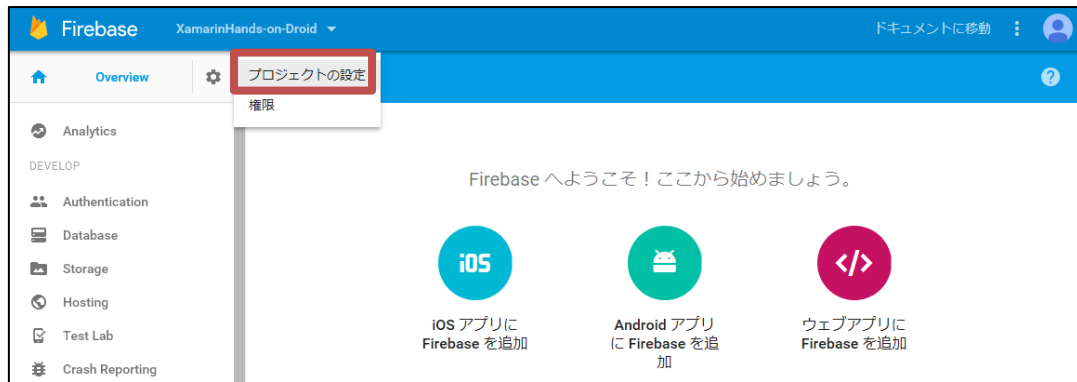 Firebase
XamarinHands-on-Droid
ドキュメントに移動
Overview
プロジェクトの設定
権限
Analytics
DEVELOP
Authentication
Database
Storage
Hosting
Test Lab
Crash Reporting
Firebase へようこそ！ここから始めましょう。
iOS
iOS アプリに
Firebase を追加
Android アプリ
に Firebase を追
加
</>
ウェブアプリに
Firebase を追加